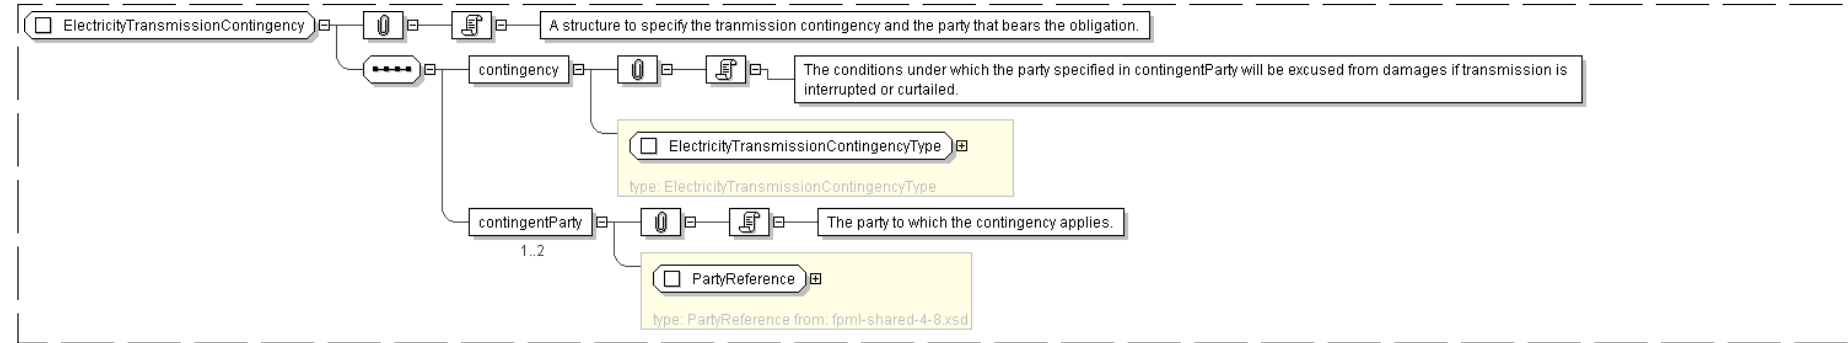 ElectricityTransmissionContingency
A structure to specify the tranmission contingency and the party that bears the obligation.
contingency
The conditions under which the party specified in contingentParty will be excused from damages if transmission is
interrupted or curtailed.
ElectricityTransmissionContingencyType
type: ElectricityTransmissionContingencyType
contingentParty
The party to which the contingency applies.
1..2
PartyReference
type: PartyReference from: fpml-shared-4-8.xsd